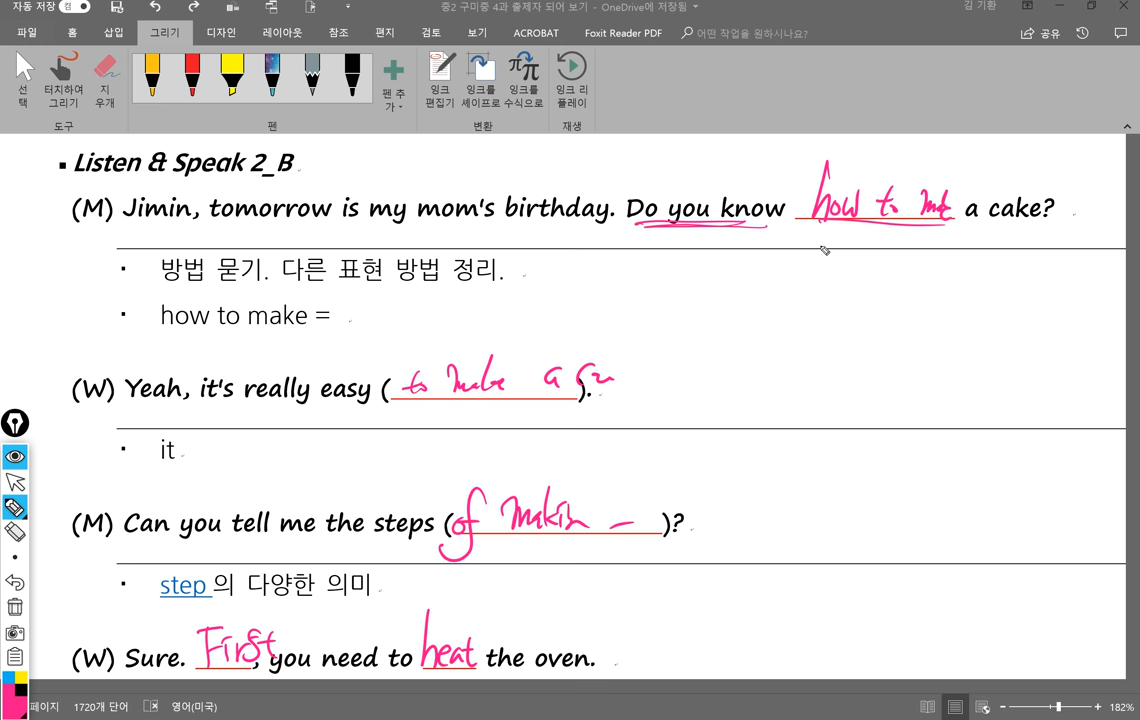 자동 저장 컴 중2 구미중 4과 출제자 되어 보기 - OneDrive에 저장됨 김 기환
파일 홈 삽입 그리기 디자인 레이아웃 참조 편지 검토 보기 ACROBAT Foxit Reader PDF 어떤 작업을 원하시나요? 공유
선택 터치하여 그리기 지우개 펜 추가 잉크 편집기 잉크를 셰이프로 잉크를 수식으로 잉크 리플레이
도구 펜 변환 재생
▪ Listen & Speak 2_B
(M) Jimin, tomorrow is my mom's birthday. Do you know how to a cake?
· 방법 묻기. 다른 표현 방법 정리.
· how to make =
(W) Yeah, it's really easy ( to make a ).
· it
(M) Can you tell me the steps (of )?
· step 의 다양한 의미
(W) Sure. First, you need to heat the oven.
페이지 1720개 단어 영어(미국) 182%